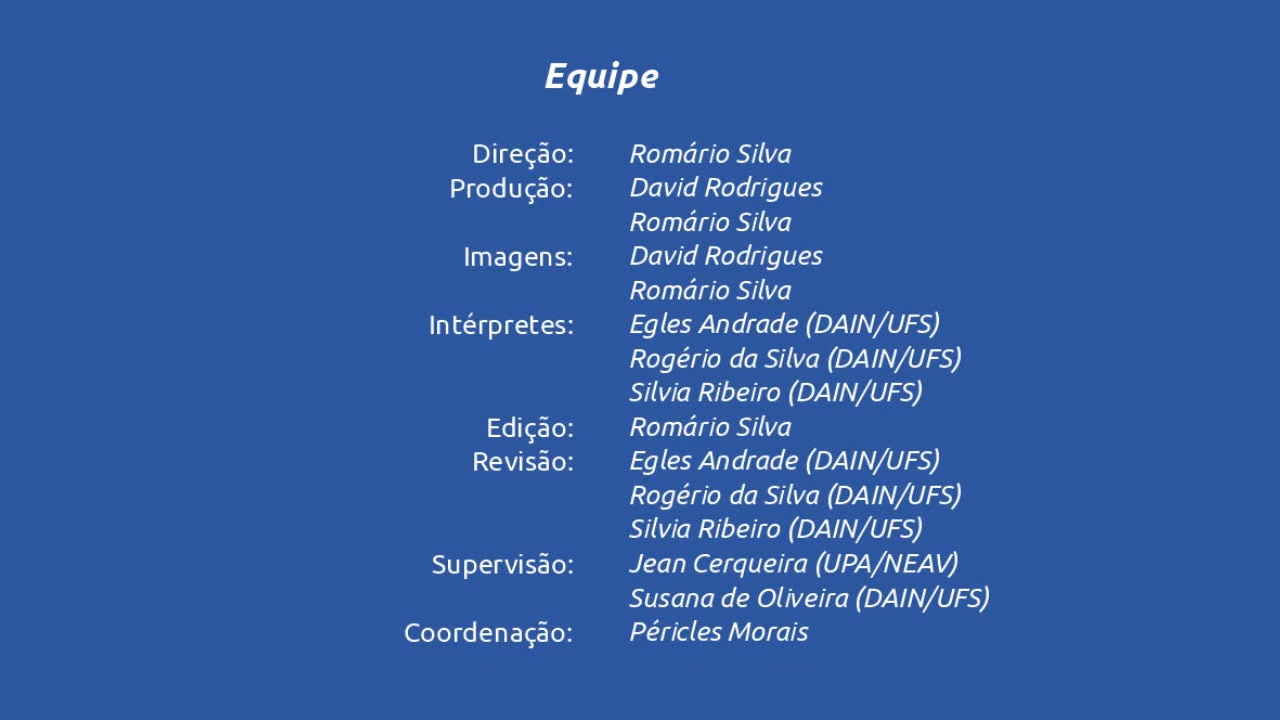 Equipe
Direção: Romário Silva
Produção: David Rodrigues
Romário Silva
Imagens: David Rodrigues
Romário Silva
Intérpretes: Egles Andrade (DAIN/UFS)
Rogério da Silva (DAIN/UFS)
Silvia Ribeiro (DAIN/UFS)
Edição: Romário Silva
Revisão: Egles Andrade (DAIN/UFS)
Rogério da Silva (DAIN/UFS)
Silvia Ribeiro (DAIN/UFS)
Supervisão: Jean Cerqueira (UPA/NEAV)
Susana de Oliveira (DAIN/UFS)
Coordenação: Péricles Morais